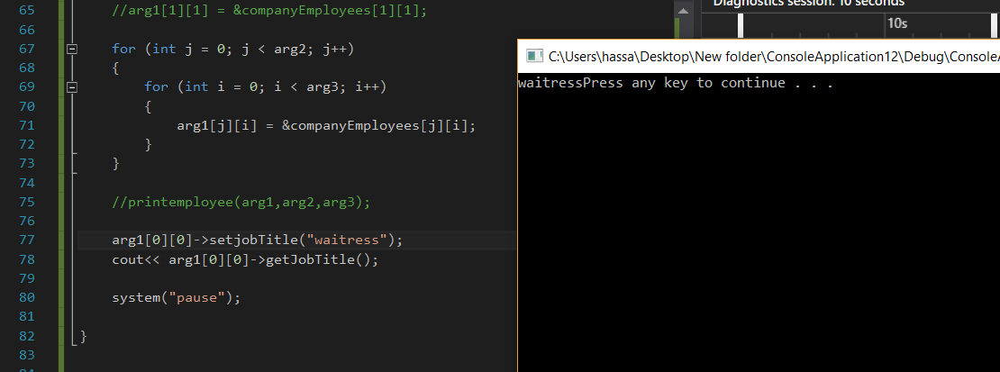 65 //arg1[1][1] = &companyEmployees[1][1];
66
67 for (int j = 0; j < arg2; j++)
68 {
69 for (int i = 0; i < arg3; i++)
70 {
71 arg1[j][i] = &companyEmployees[j][i];
72 }
73 }
74
75 //printemployee(arg1,arg2,arg3);
76
77 arg1[0][0]->setjobTitle("waitress");
78 cout<< arg1[0][0]->getJobTitle();
79
80 system("pause");
81
82 }
83
Diagnostics session: 10 seconds
10s
C:\Users\hassa\Desktop\New folder\ConsoleApplication12\Debug\ConsoleA
waitressPress any key to continue . . .